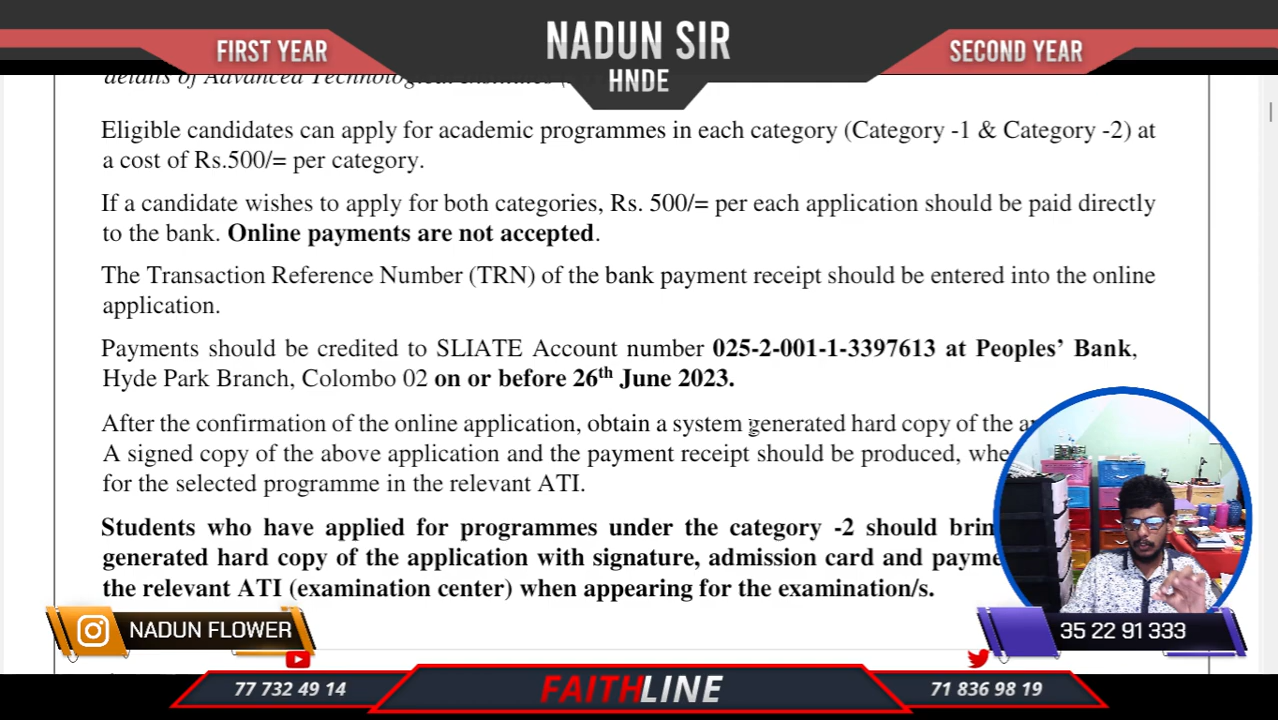 FIRST YEAR
NADUN SIR
SECOND YEAR
HNDE
details of Advanced Technological
Eligible candidates can apply for academic programmes in each category (Category -1 & Category -2) at
a cost of Rs.500/= per category.
If a candidate wishes to apply for both categories, Rs. 500/= per each application should be paid directly
to the bank. Online payments are not accepted.
The Transaction Reference Number (TRN) of the bank payment receipt should be entered into the online
application.
Payments should be credited to SLIATE Account number 025-2-001-1-3397613 at Peoples' Bank,
Hyde Park Branch, Colombo 02 on or before 26th June 2023.
After the confirmation of the online application, obtain a system generated hard copy of the
A signed copy of the above application and the payment receipt should be produced,
for the selected programme in the relevant ATI.
Students who have applied for programmes under the category -2 should
generated hard copy of the application with signature, admission card and
the relevant ATI (examination center) when appearing for the examination/s.
NADUN FLOWER
35 22 91 333
77 732 49 14
FAITHLINE
71 836 98 19